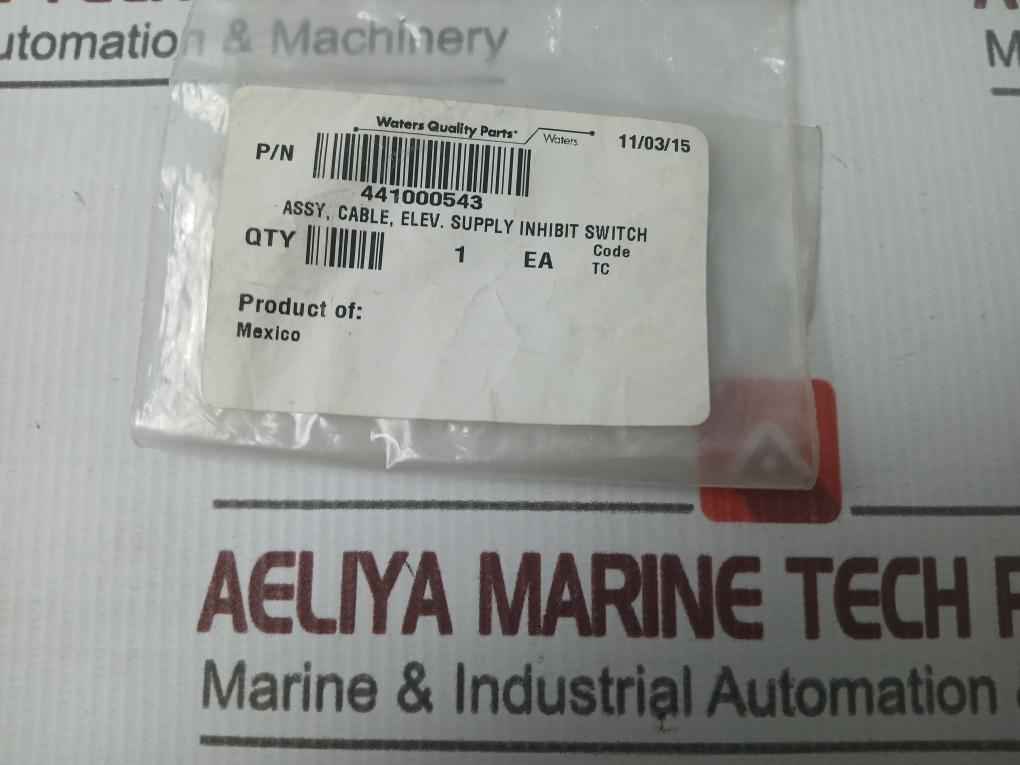 utomation & Machinery
M
Waters Quality Parts
Waters
11/03/15
P/N
441000543
ASSY, CABLE, ELEV. SUPPLY INHIBIT SWITCH
QTY 1 EA Code
TC
Product of:
Mexico
AELIYA MARINE TECH P
Marine & Industrial Automation &